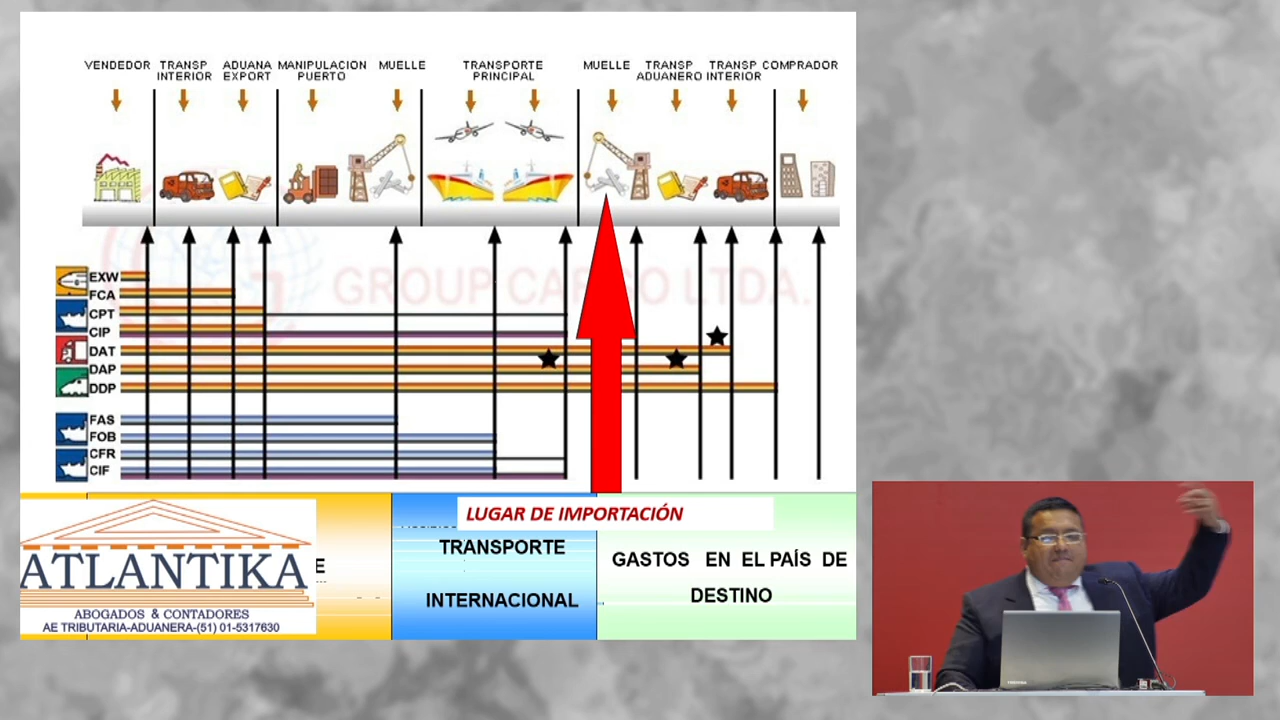 VENDEDOR TRANSP ADUANA MANIPULACION MUELLE TRANSPORTE MUELLE TRANSP TRANSP COMPRADOR
INTERIOR EXPORT PUERTO PRINCIPAL ADUANERO INTERIOR
GROUP CARGO LTDA.
EXW
FCA
CPT
CIP
DAT
DAP
DDP
FAS
FOB
CFR
CIF
LUGAR DE IMPORTACIÓN
TRANSPORTE
INTERNACIONAL
GASTOS EN EL PAÍS DE
DESTINO
E
ATLANTIKA
ABOGADOS & CONTADORES
AE TRIBUTARIA-ADUANERA-(51) 01-5317630